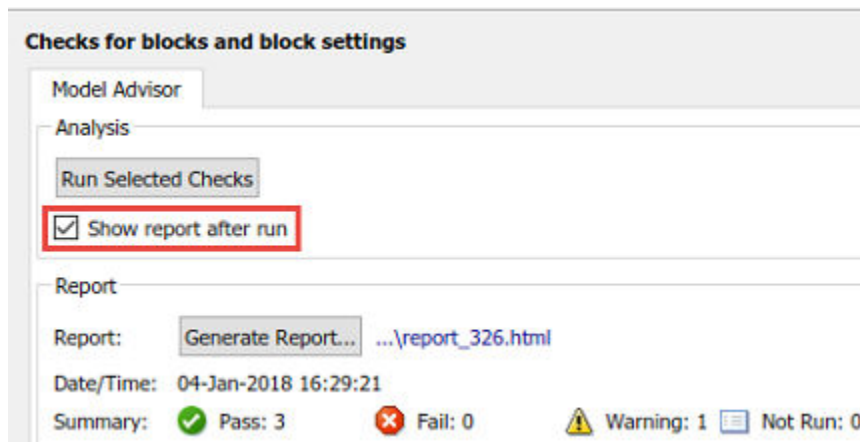 Checks for blocks and block settings
Model Advisor
Analysis
Run Selected Checks
Show report after run
Report
Report: Generate Report... ...\report_326.html
Date/Time: 04-Jan-2018 16:29:21
Summary: Pass: 3 Fail: 0 Warning: 1 Not Run: 0